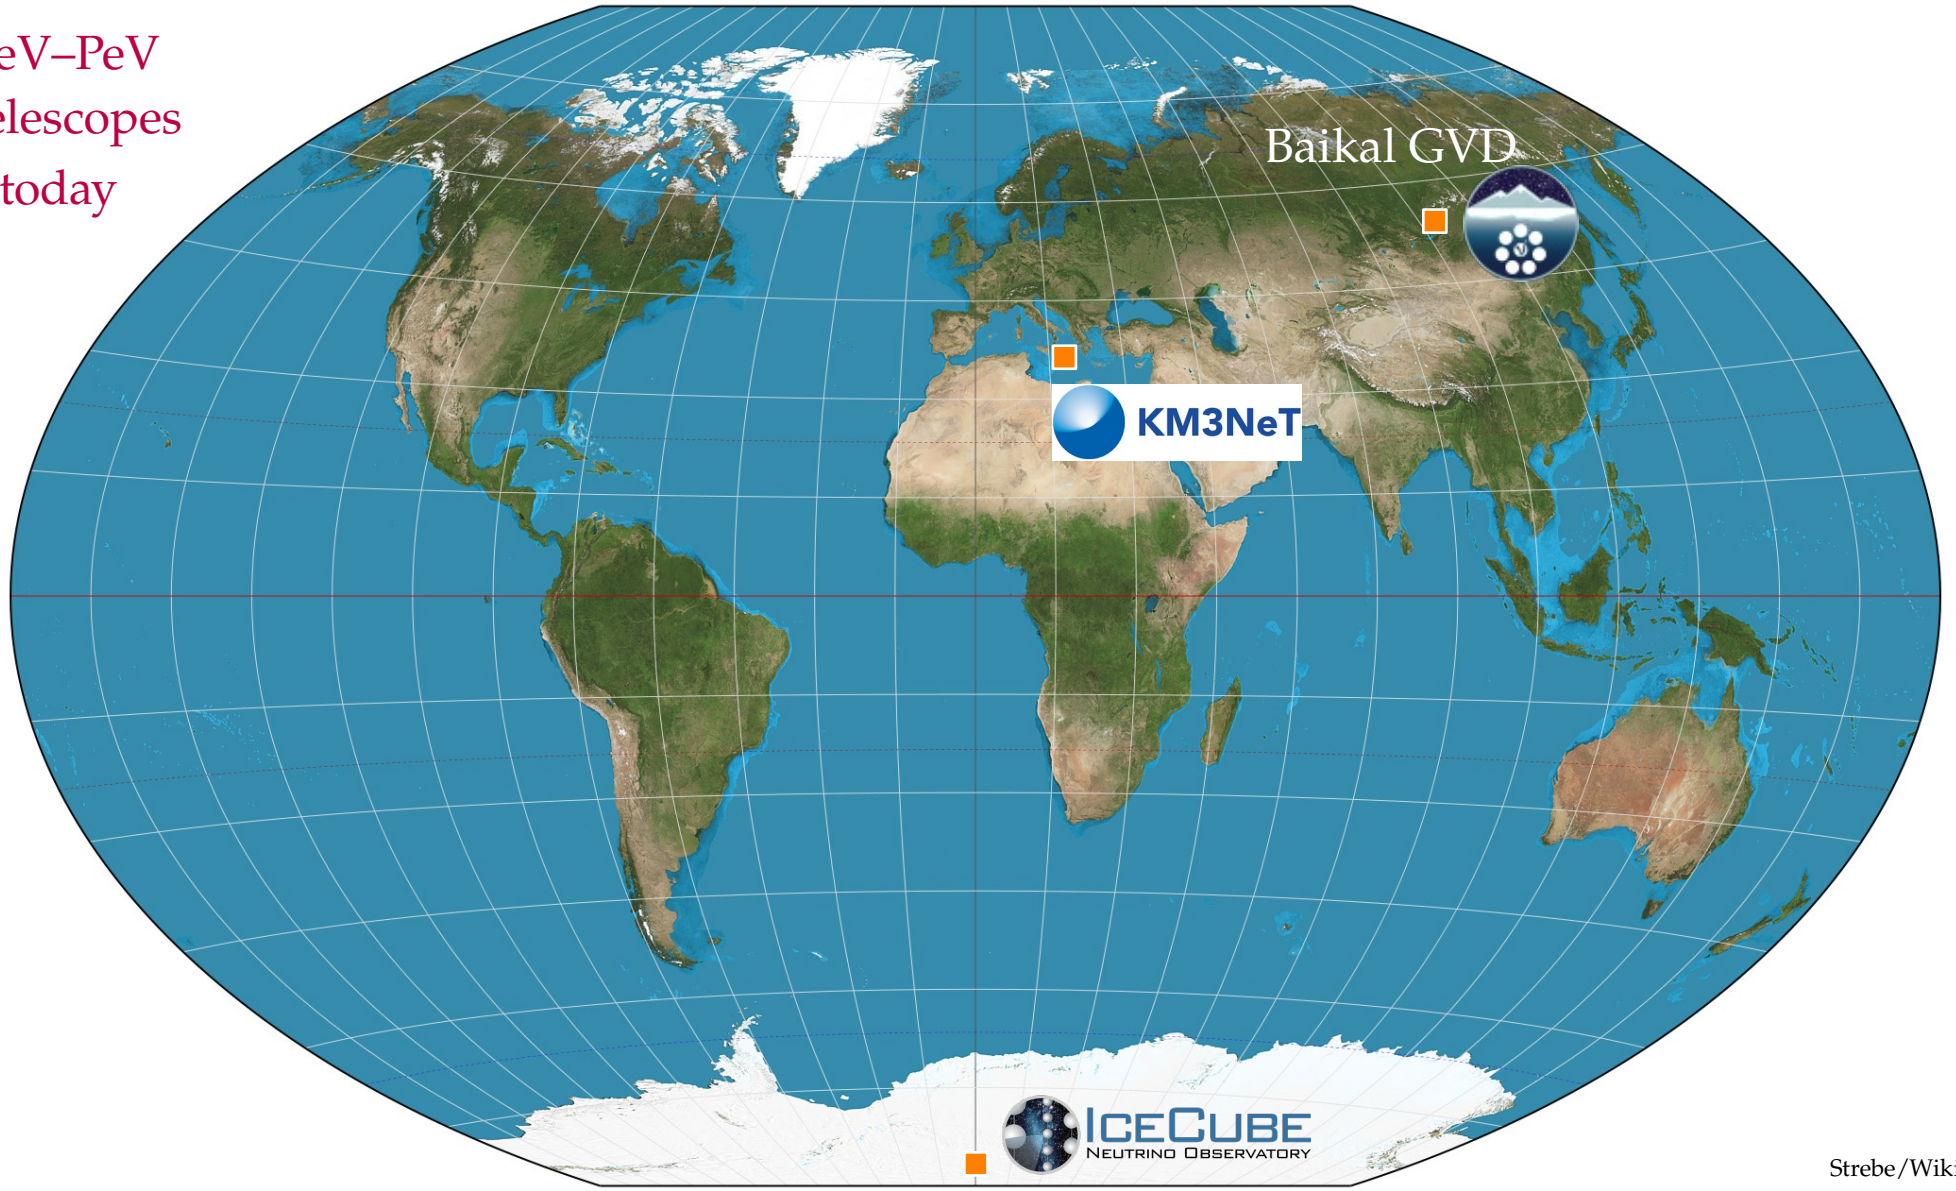 eV–PeV
elescopes
today
Baikal GVD
KM3NeT
ICECUBE
NEUTRINO OBSERVATORY
Strebe/Wiki